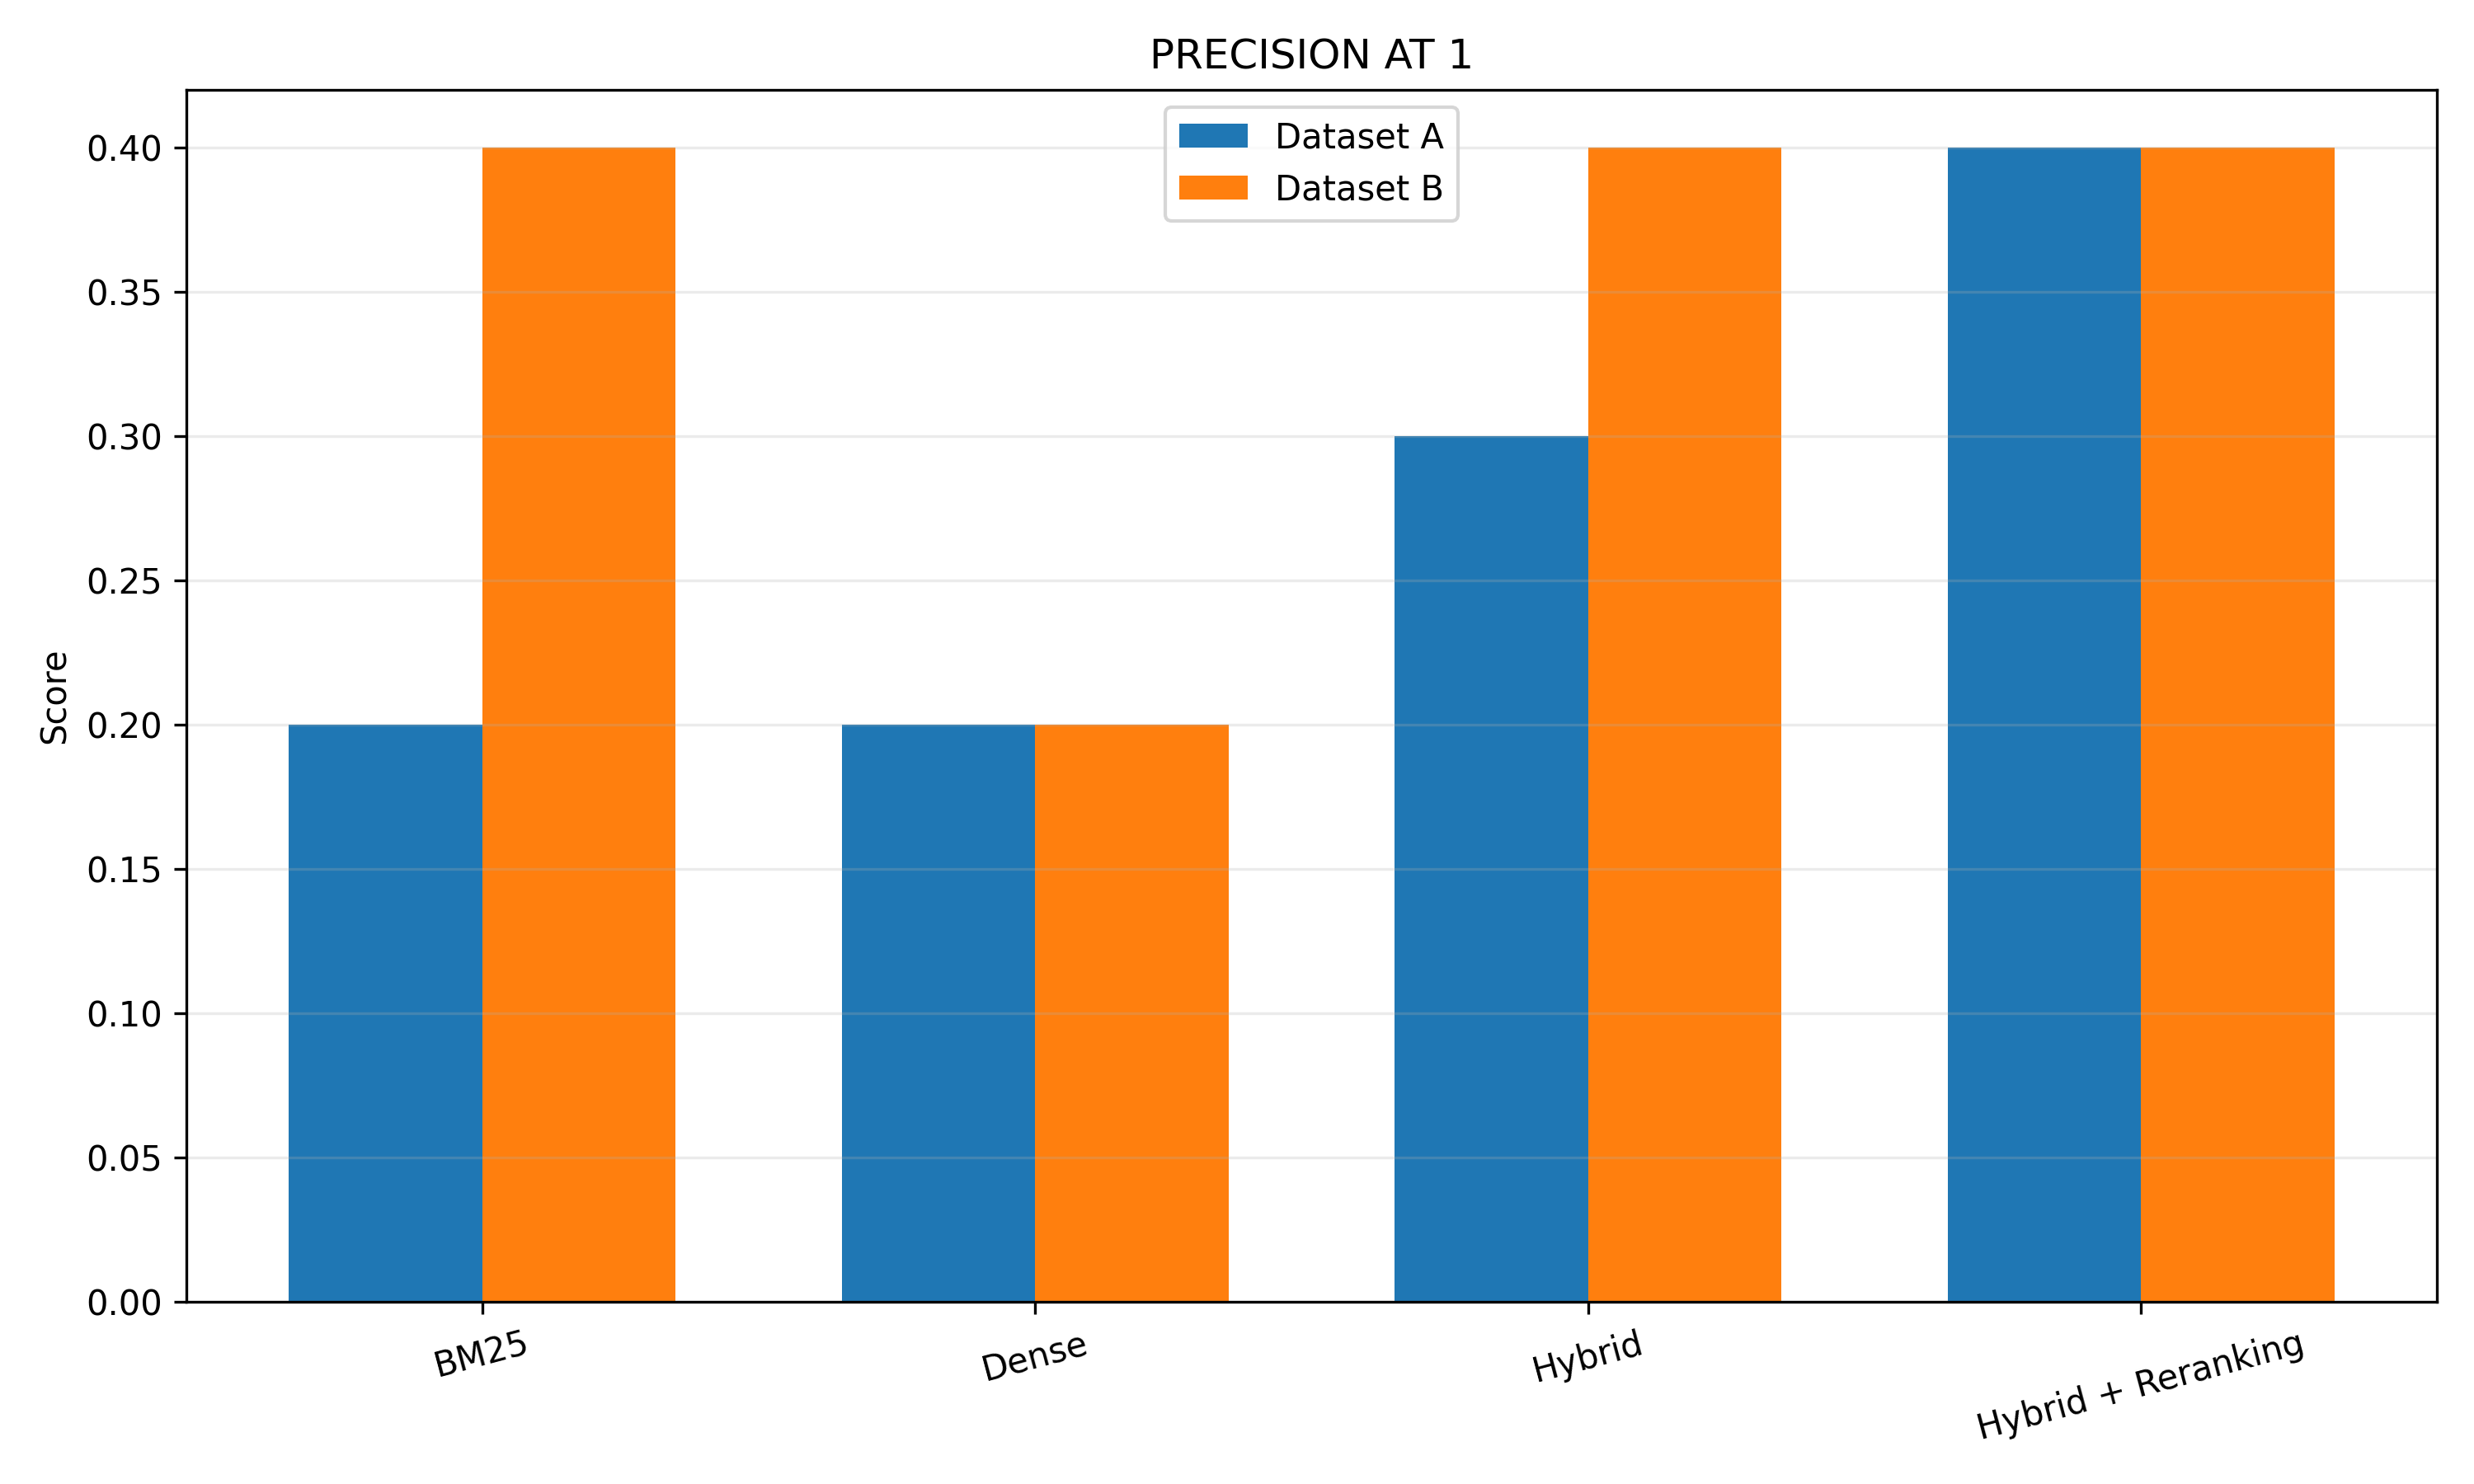 PRECISION AT 1
Dataset A
Dataset B
0.40
0.35
0.30
0.25
0.20
0.15
0.10
0.05
0.00
Score
BM25
Dense
Hybrid
Hybrid + Reranking